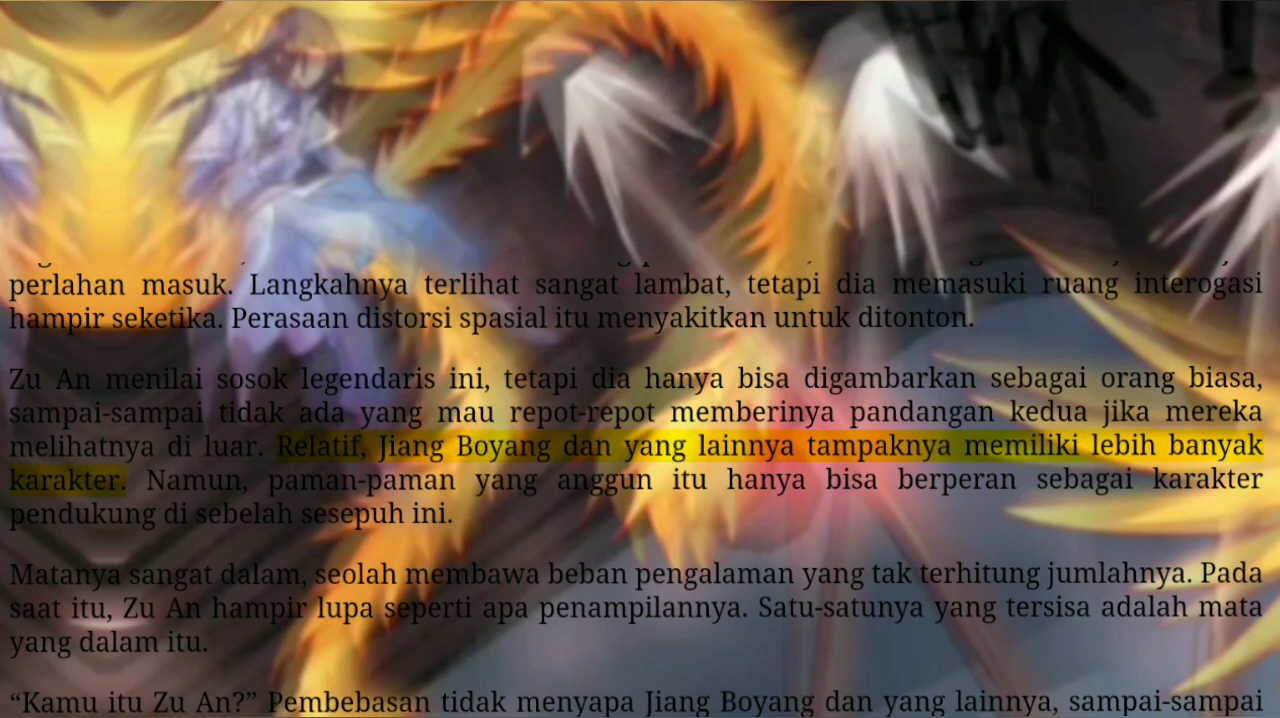 perlahan masuk. Langkahnya terlihat sangat lambat, tetapi dia memasuki ruang interogasi
hampir seketika. Perasaan distorsi spasial itu menyakitkan untuk ditonton.
Zu An menilai sosok legendaris ini, tetapi dia hanya bisa digambarkan sebagai orang biasa,
sampai-sampai tidak ada yang mau repot-repot memberinya pandangan kedua jika mereka
melihatnya di luar. Relatif, Jiang Boyang dan yang lainnya tampaknya memiliki lebih banyak
karakter. Namun, paman-paman yang anggun itu hanya bisa berperan sebagai karakter
pendukung di sebelah sesepuh ini.
Matanya sangat dalam, seolah membawa beban pengalaman yang tak terhitung jumlahnya. Pada
saat itu, Zu An hampir lupa seperti apa penampilannya. Satu-satunya yang tersisa adalah mata
yang dalam itu.
“Kamu itu Zu An?” Pembebasan tidak menyapa Jiang Boyang dan yang lainnya, sampai-sampai